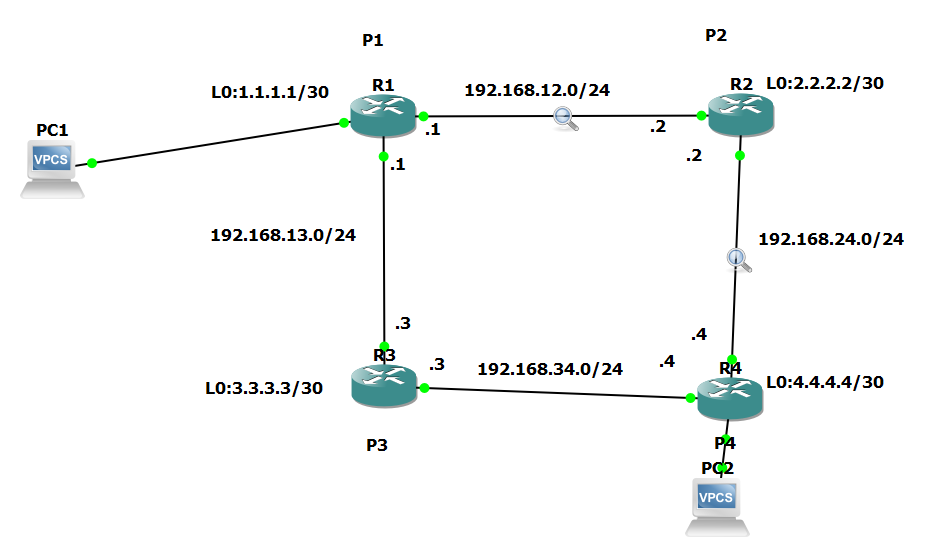 P1
P2
R1
R2
L0:1.1.1.1/30
192.168.12.0/24
L0:2.2.2.2/30
PC1
.1
.2
VPCS
.1
.2
192.168.13.0/24
192.168.24.0/24
.3
.4
R3
.3
192.168.34.0/24
.4
R4
L0:3.3.3.3/30
L0:4.4.4.4/30
P3
P4
PC2
VPCS